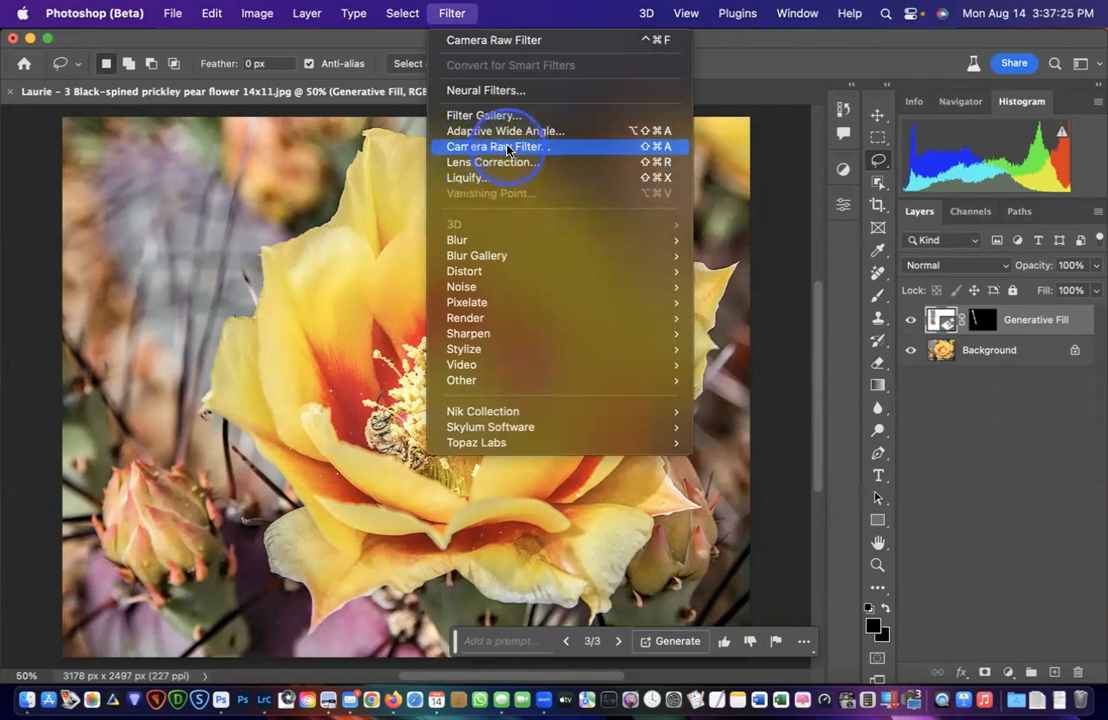 Photoshop (Beta) File Edit Image Layer Type Select Filter 3D View Plugins Window Help Mon Aug 14 3:37:25 PM
Feather: 0 px Anti-alias Select Share
Laurie - 3 Black-spined prickley pear flower 14x11.jpg @ 50% (Generative Fill, RGB
Camera Raw Filter ⌃⌘F
Convert for Smart Filters
Neural Filters...
Filter Gallery...
Adaptive Wide Angle... ⌥⇧⌘A
Camera Raw Filter... ⇧⌘A
Lens Correction... ⇧⌘R
Liquify... ⇧⌘X
Vanishing Point... ⌥⌘V
3D
Blur
Blur Gallery
Distort
Noise
Pixelate
Render
Sharpen
Stylize
Video
Other
Nik Collection
Skylum Software
Topaz Labs
Info Navigator Histogram
Layers Channels Paths
Kind
Normal Opacity: 100%
Lock: Fill: 100%
Generative Fill
Background
Add a prompt... 3/3 Generate
50% 3178 px x 2497 px (227 ppi)